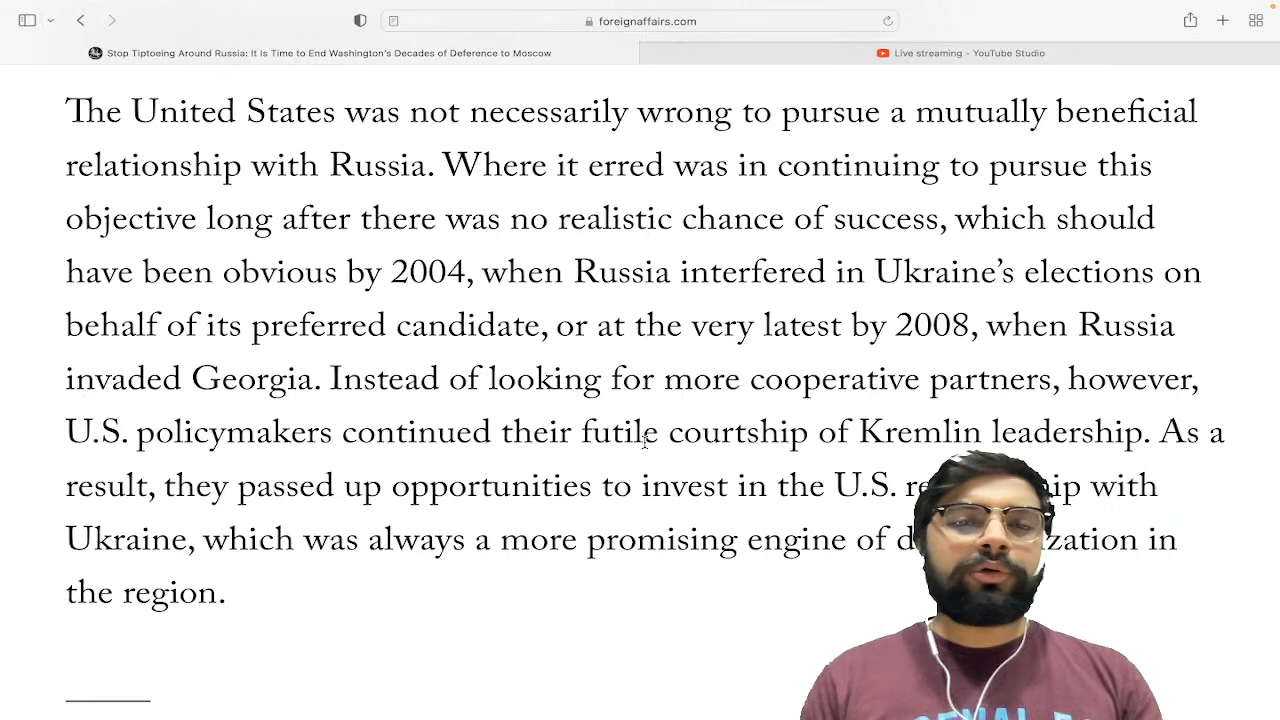 foreignaffairs.com
Stop Tiptoeing Around Russia: It Is Time to End Washington's Decades of Deference to Moscow
Live streaming - YouTube Studio
The United States was not necessarily wrong to pursue a mutually beneficial
relationship with Russia. Where it erred was in continuing to pursue this
objective long after there was no realistic chance of success, which should
have been obvious by 2004, when Russia interfered in Ukraine’s elections on
behalf of its preferred candidate, or at the very latest by 2008, when Russia
invaded Georgia. Instead of looking for more cooperative partners, however,
U.S. policymakers continued their futile courtship of Kremlin leadership. As a
result, they passed up opportunities to invest in the U.S. with
Ukraine, which was always a more promising engine of in
the region.